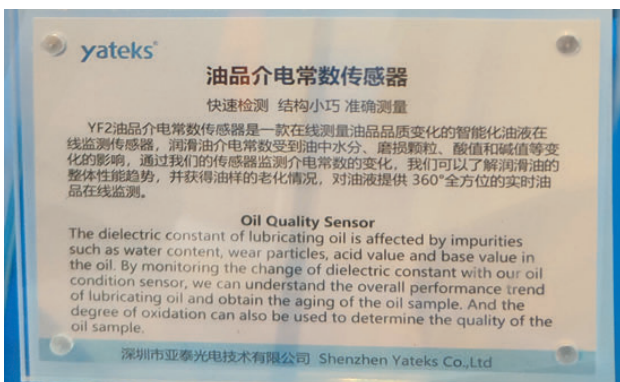 yateks®
油品介电常数传感器
快速检测 结构小巧 准确测量
YF2油品介电常数传感器是一款在线测量油品品质变化的智能化油液在
线监测传感器，润滑油介电常数受到油中水分、磨损颗粒、酸值和碱值等变
化的影响，通过我们的传感器监测介电常数的变化，我们可以了解润滑油的
整体性能趋势，并获得油样的老化情况，对油液提供 360°全方位的实时油
品在线监测。
Oil Quality Sensor
The dielectric constant of lubricating oil is affected by impurities
such as water content, wear particles, acid value and base value in
the oil. By monitoring the change of dielectric constant with our oil
condition sensor, we can understand the overall performance trend
of lubricating oil and obtain the aging of the oil sample. And the
degree of oxidation can also be used to determine the quality of the
oil sample.
深圳市亚泰光电技术有限公司 Shenzhen Yateks Co.,Ltd